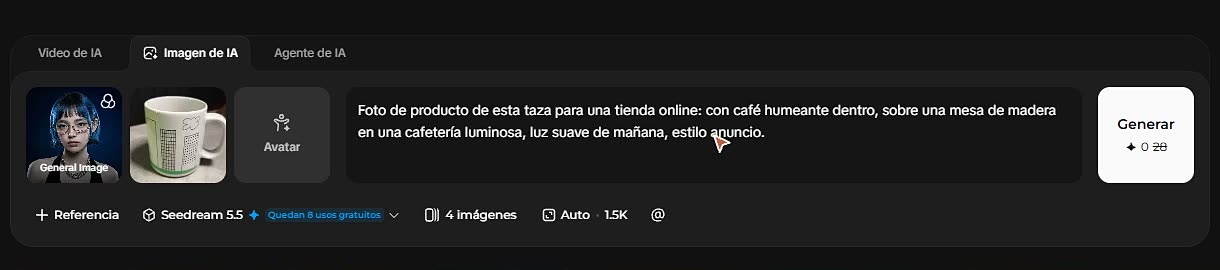 Video de IA
Imagen de IA
Agente de IA
General Image
Avatar
Foto de producto de esta taza para una tienda online: con café humeante dentro, sobre una mesa de madera
en una cafetería luminosa, luz suave de mañana, estilo anuncio.
Generar
0 28
Referencia
Seedream 5.5
Quedan 8 usos gratuitos
4 imágenes
Auto · 1.5K
@